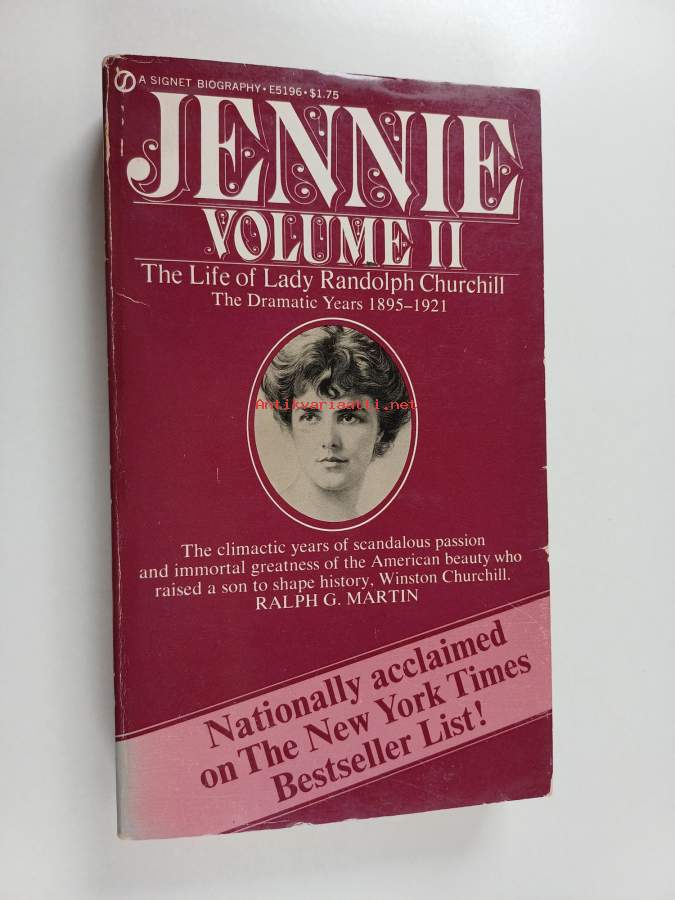 A SIGNET BIOGRAPHY • E5196 • $1.75
JENNIE
VOLUME II
The Life of Lady Randolph Churchill
The Dramatic Years 1895–1921
Antikvariaatti.net
The climactic years of scandalous passion
and immortal greatness of the American beauty who
raised a son to shape history, Winston Churchill.
RALPH G. MARTIN
Nationally acclaimed
on The New York Times
Bestseller List!